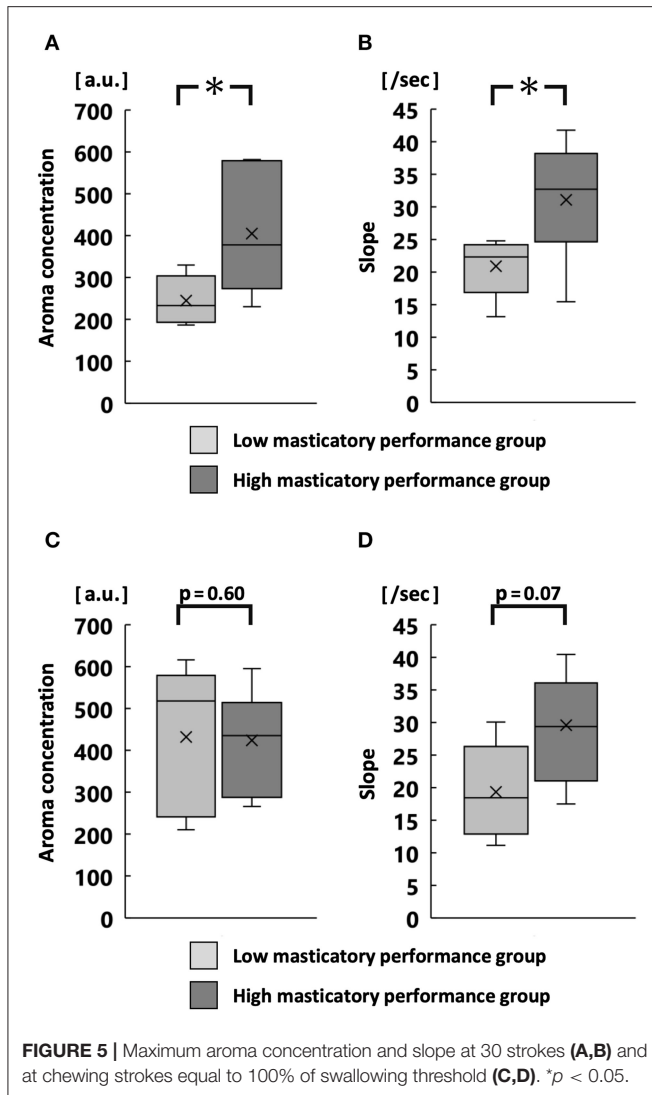 A
[a.u.]
*
700
600
500
400
300
200
100
0
Aroma concentration
B
[/sec]
*
45
40
35
30
25
20
15
10
5
0
Slope
Low masticatory performance group
High masticatory performance group
C
[a.u.]
p = 0.60
700
600
500
400
300
200
100
0
Aroma concentration
D
[/sec]
p = 0.07
45
40
35
30
25
20
15
10
5
0
Slope
Low masticatory performance group
High masticatory performance group
FIGURE 5 | Maximum aroma concentration and slope at 30 strokes (A,B) and
at chewing strokes equal to 100% of swallowing threshold (C,D). *p < 0.05.